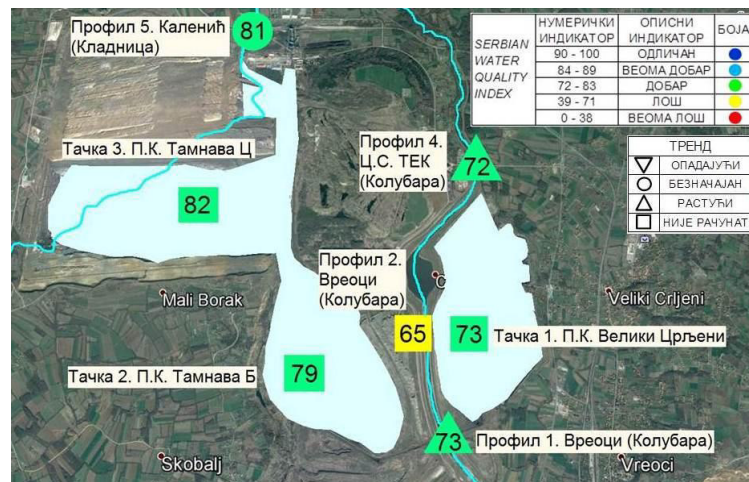 Профил 5. Каленић
(Кладница)
81
SERBIAN
WATER
QUALITY
INDEX
НУМЕРИЧКИ
ИНДИКАТОР
ОПИСНИ
ИНДИКАТОР
БОЈА
90 - 100 ОДЛИЧАН
84 - 89 ВЕОМА ДОБАР
72 - 83 ДОБАР
39 - 71 ЛОШ
0 - 38 ВЕОМА ЛОШ
ТРЕНД
ОПАДАЈУЋИ
БЕЗНАЧАЈАН
РАСТУЋИ
НИЈЕ РАЧУНАТ
Тачка 3. П.К. Тамнава Ц
Профил 4.
Ц.С. ТЕК
(Колубара)
72
82
Профил 2.
Вреоци
(Колубара)
Mali Borak
Veliki Crljeni
65
73
Тачка 1. П.К. Велики Црљени
Тачка 2. П.К. Тамнава Б
79
73
Профил 1. Вреоци (Колубара)
Skobalj
Vreoci